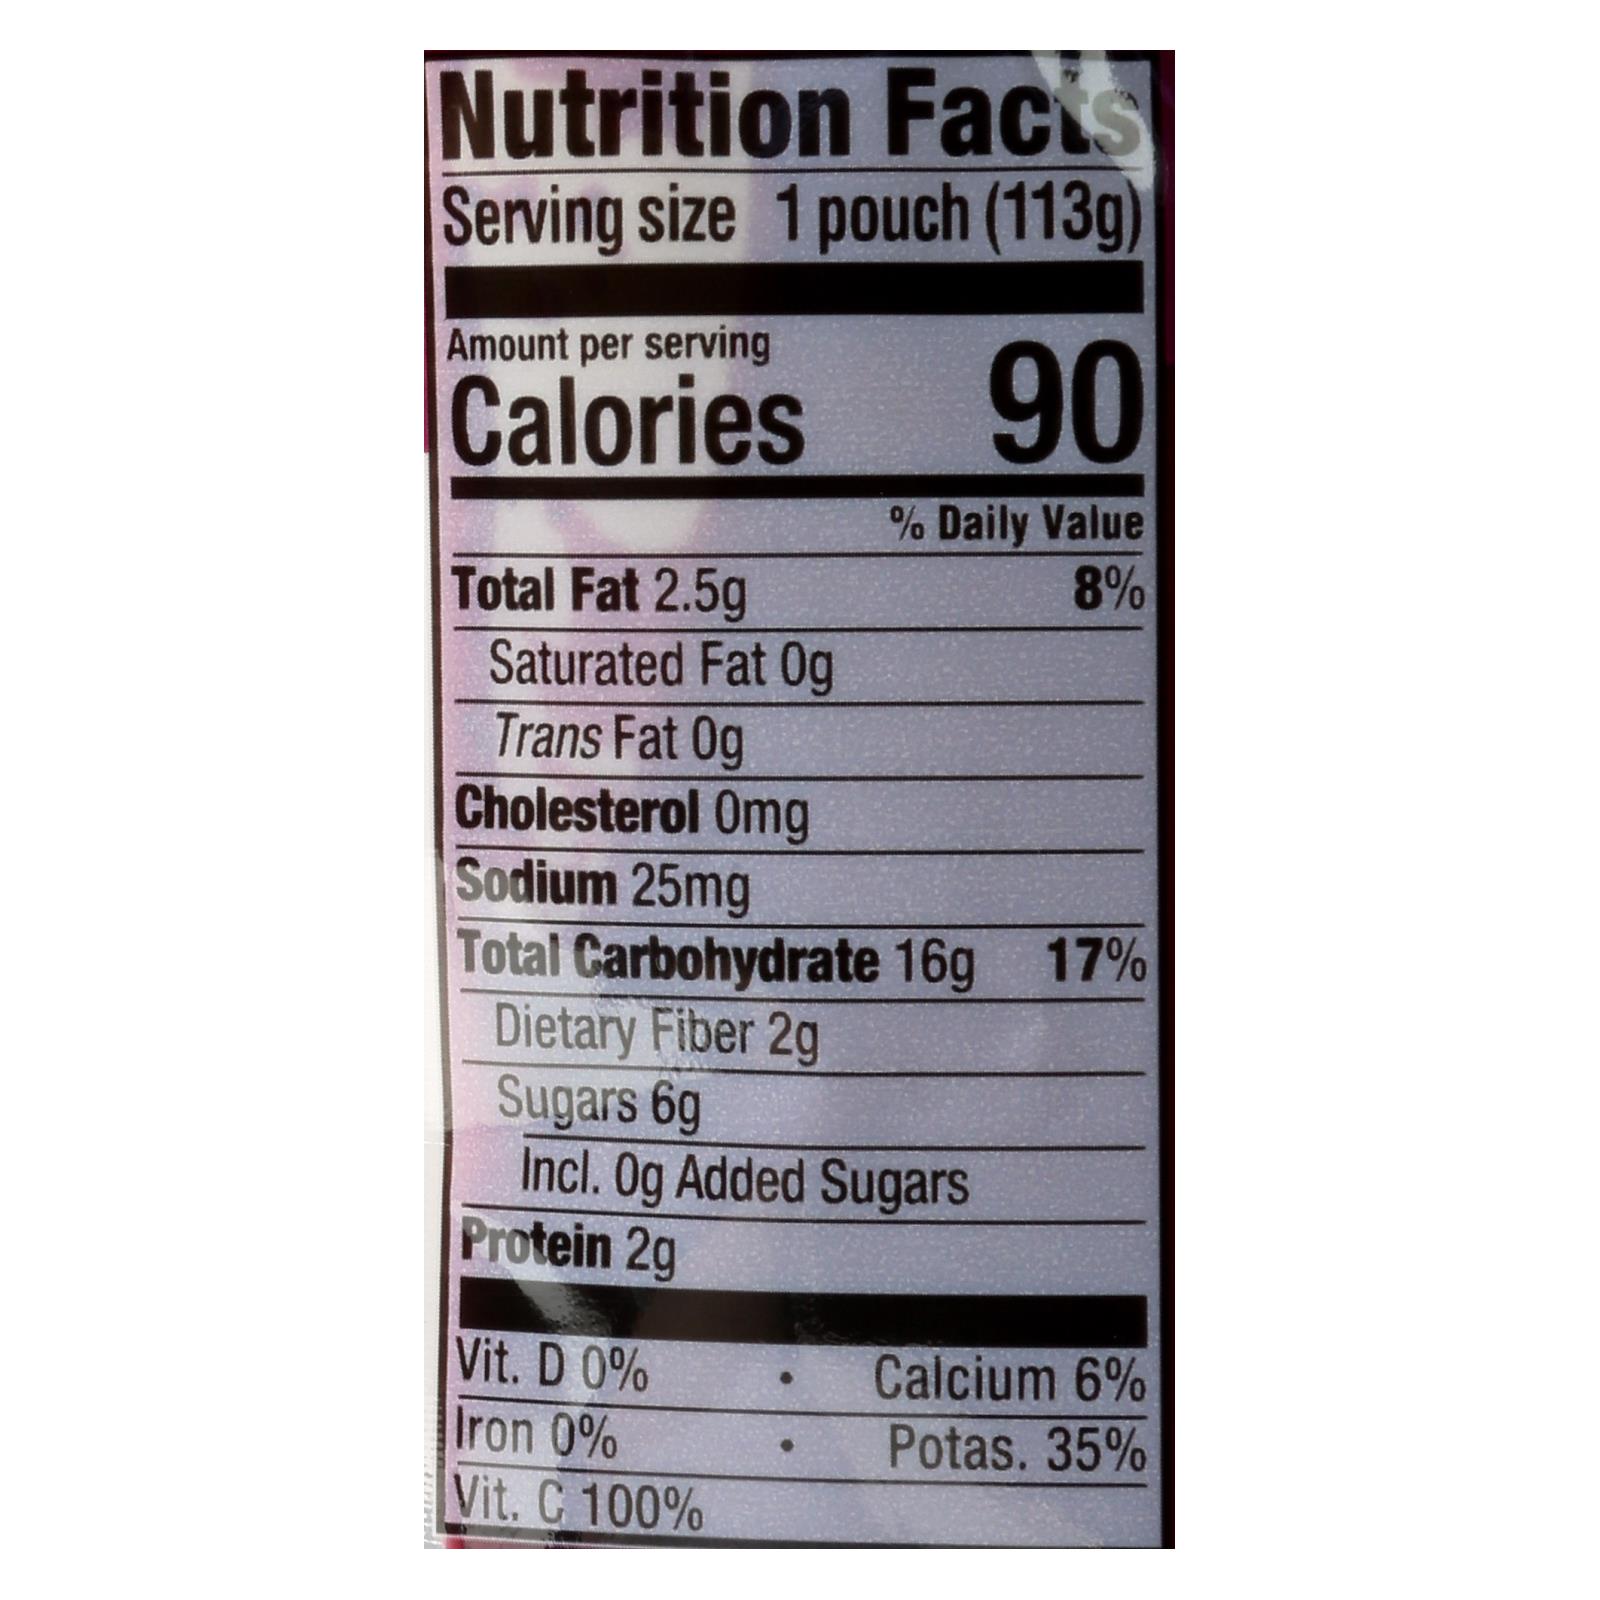 Nutrition Facts
Serving size 1 pouch (113g)
Amount per serving
Calories 90
% Daily Value
Total Fat 2.5g 8%
Saturated Fat 0g
Trans Fat 0g
Cholesterol 0mg
Sodium 25mg
Total Carbohydrate 16g 17%
Dietary Fiber 2g
Sugars 6g
Incl. 0g Added Sugars
Protein 2g
Vit. D 0% • Calcium 6%
Iron 0% • Potas. 35%
Vit. C 100%